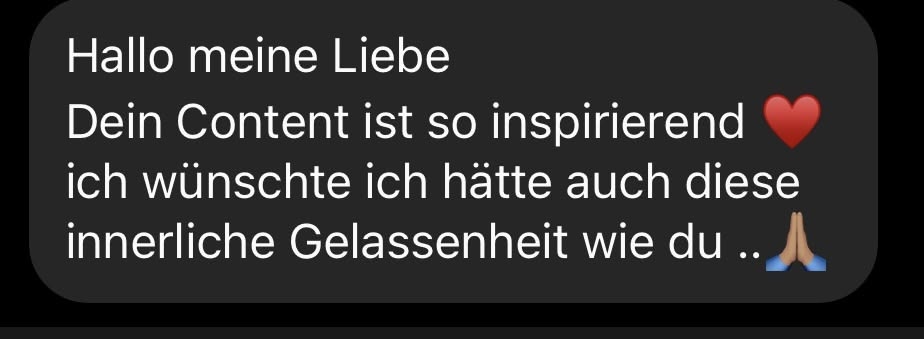 Hallo meine Liebe
Dein Content ist so inspirierend ♥️
ich wünschte ich hätte auch diese
innerliche Gelassenheit wie du ..🙏🏽